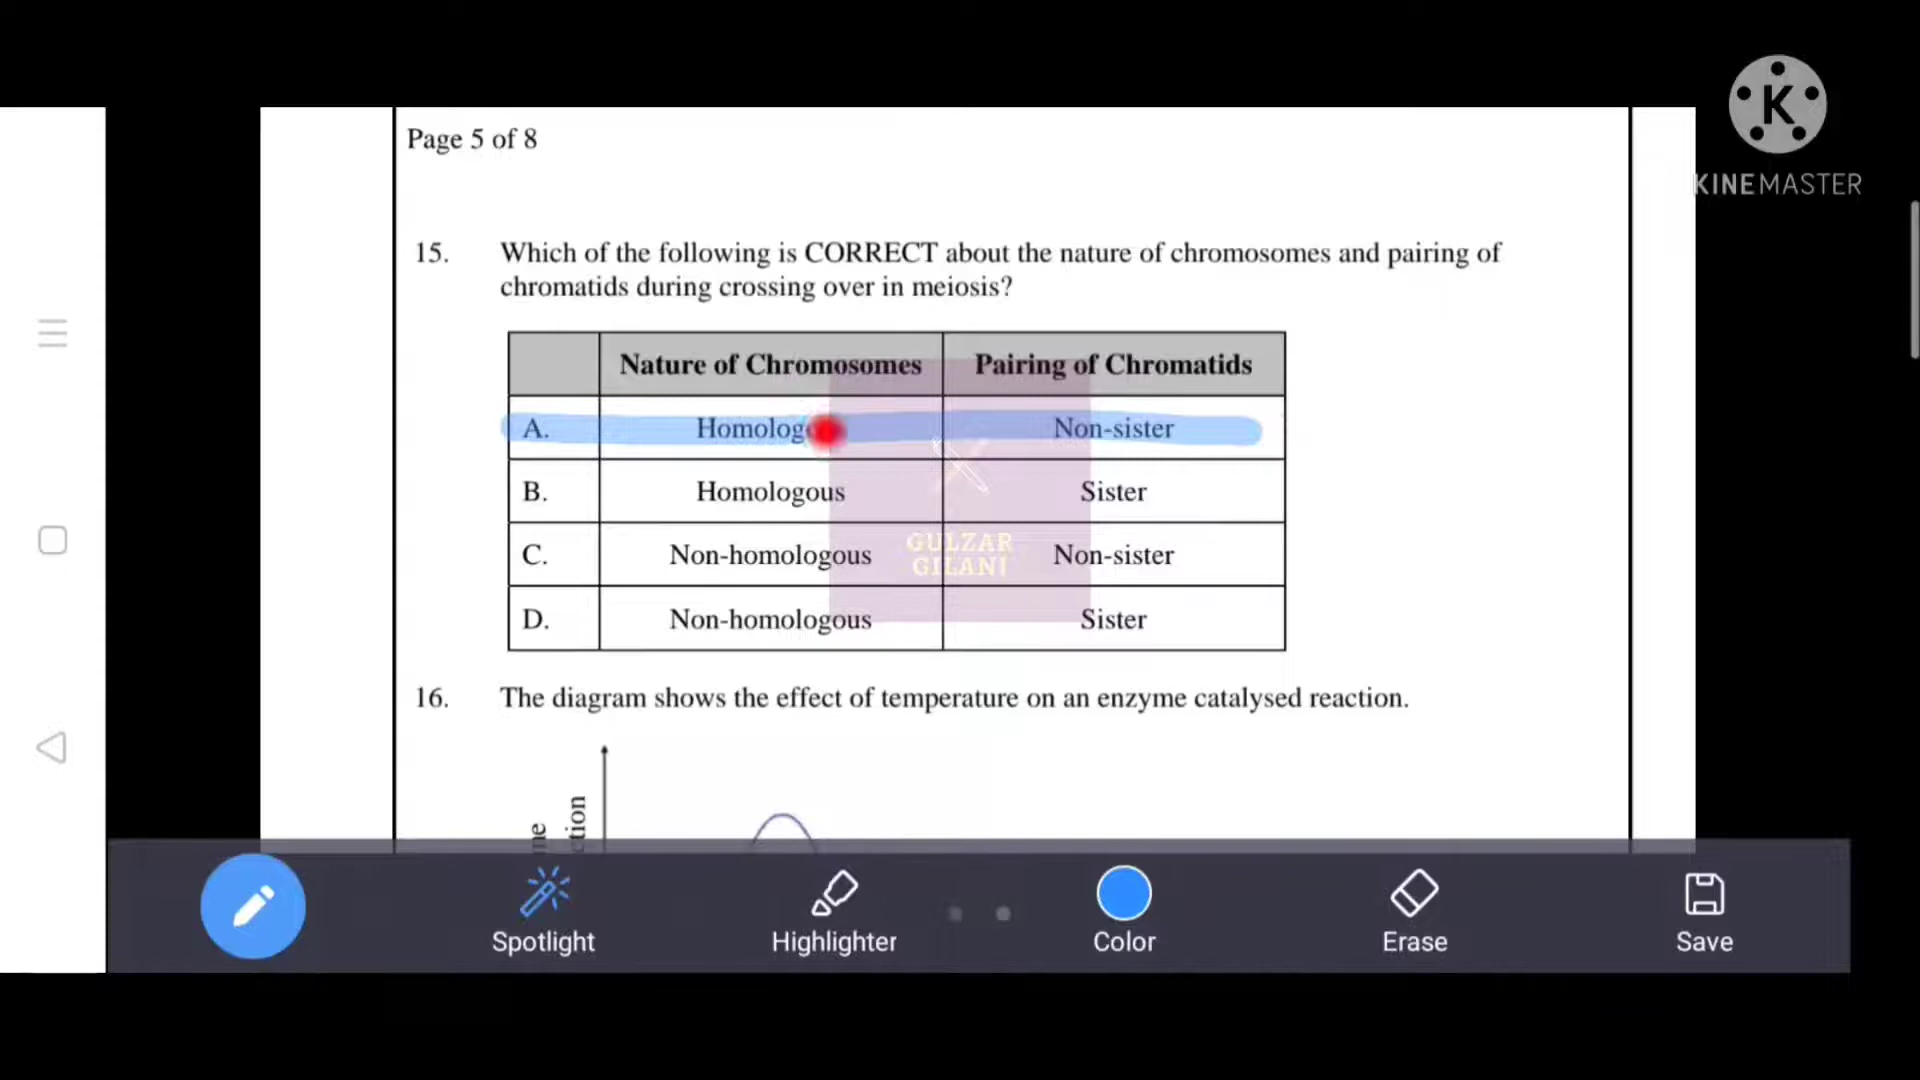 K
KINEMASTER
Page 5 of 8
15. Which of the following is CORRECT about the nature of chromosomes and pairing of
chromatids during crossing over in meiosis?
Nature of Chromosomes Pairing of Chromatids
A. Homolog Non-sister
B. Homologous Sister
C. Non-homologous Non-sister
D. Non-homologous Sister
GULZAR
GILANI
16. The diagram shows the effect of temperature on an enzyme catalysed reaction.
Spotlight Highlighter Color Erase Save